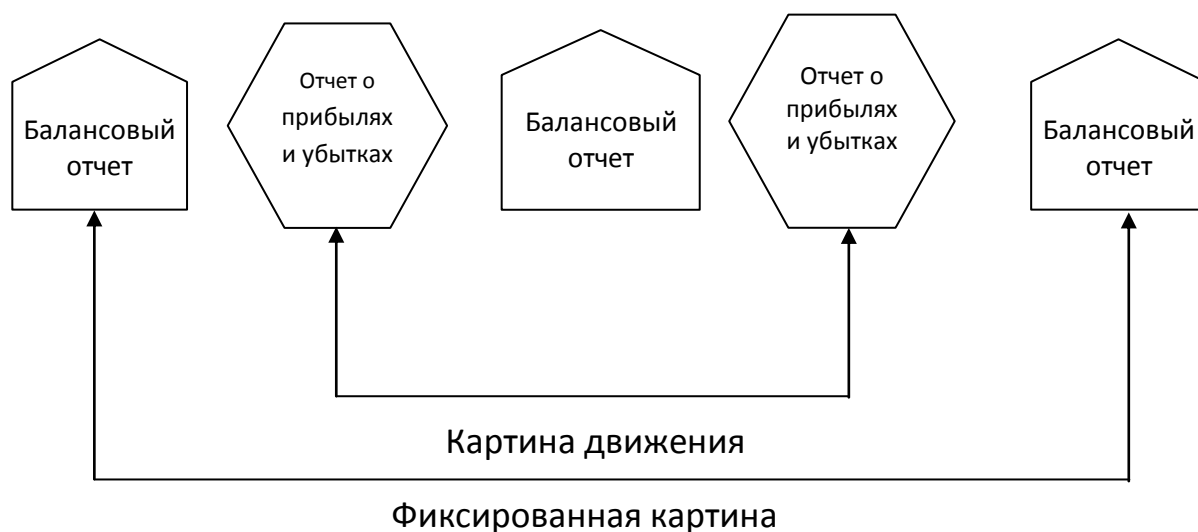 Балансовый
отчет
Отчет о
прибылях
и убытках
Балансовый
отчет
Отчет о
прибылях
и убытках
Балансовый
отчет
Картина движения
Фиксированная картина